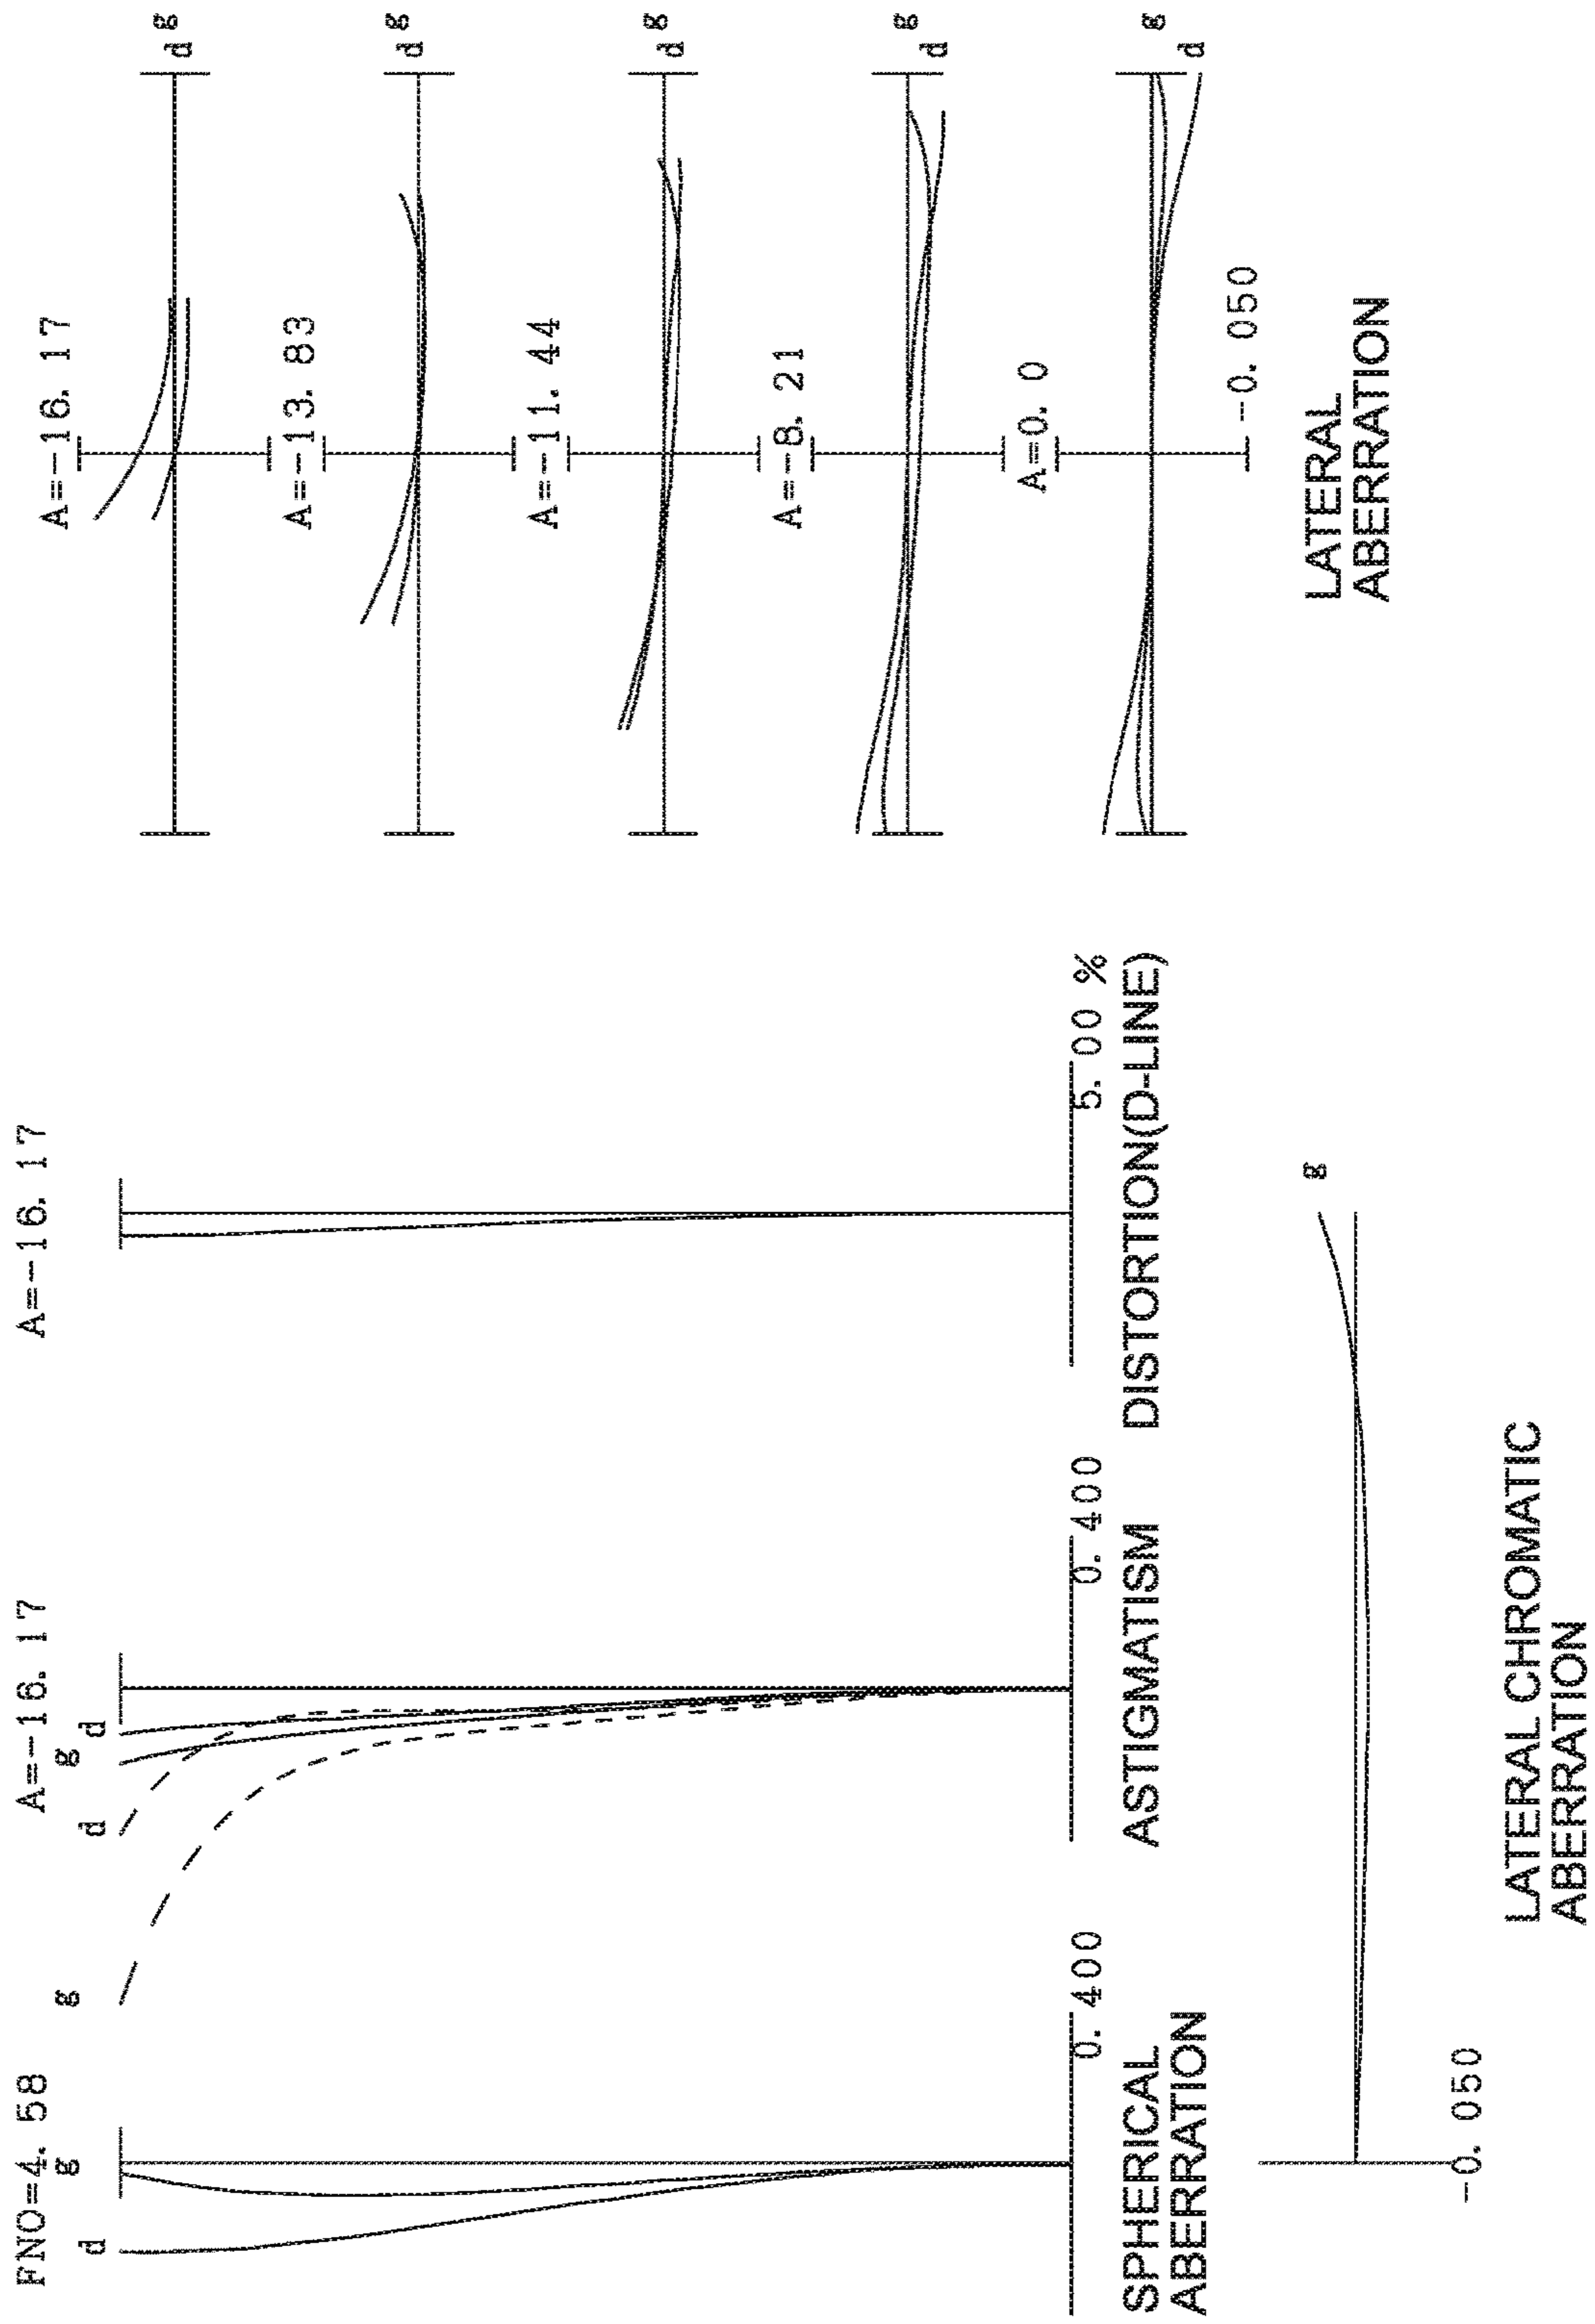 FNO=4.58
g
d
0.400
SPHERICAL
ABERRATION
A=-16.17
g
d
d
g
0.400
ASTIGMATISM
A=-16.17
5.00 %
DISTORTION(D-LINE)
-0.050
g
LATERAL CHROMATIC
ABERRATION
A=-16.17
g
d
A=-13.83
g
d
A=-11.44
g
d
A=-8.21
g
d
A=0.0
g
d
-0.050
LATERAL
ABERRATION